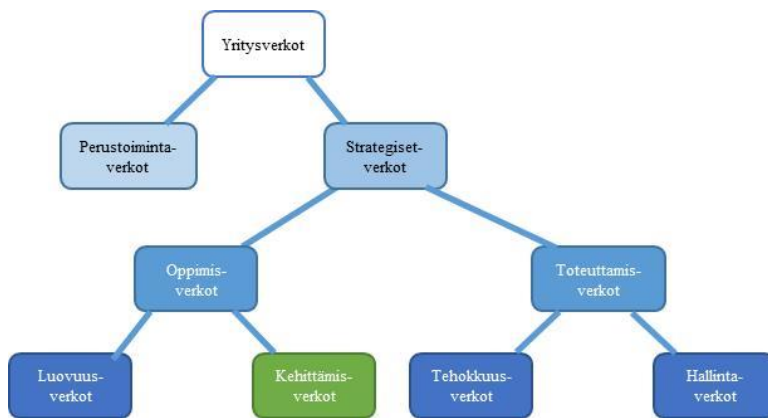 Yritysverkot
Perustoiminta-
verkot
Strategiset-
verkot
Oppimis-
verkot
Toteuttamis-
verkot
Luovuus-
verkot
Kehittämis-
verkot
Tehokkuus-
verkot
Hallinta-
verkot